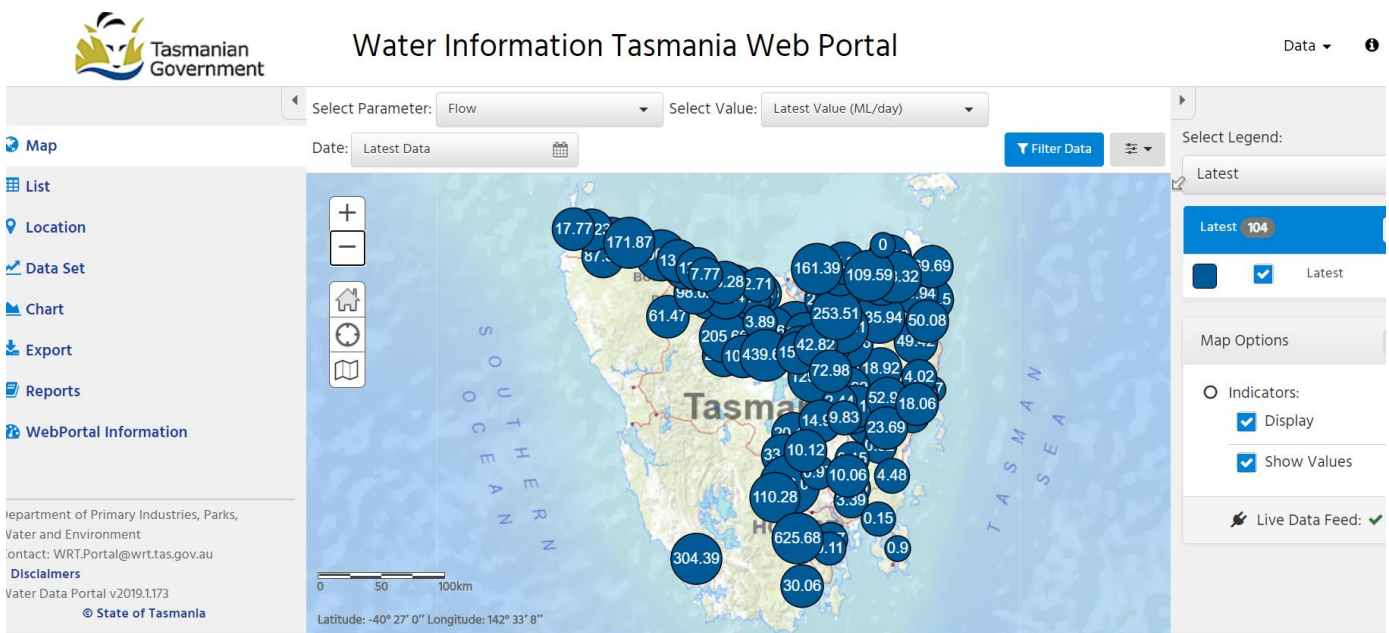 Tasmanian
Government
Water Information Tasmania Web Portal
Data
Select Parameter: Flow
Select Value: Latest Value (ML/day)
Date: Latest Data
Filter Data
Map
List
Location
Data Set
Chart
Export
Reports
WebPortal Information
Department of Primary Industries, Parks,
Water and Environment
Contact: WRT.Portal@wrt.tas.gov.au
Disclaimers
Water Data Portal v2019.1.173
© State of Tasmania
+
−
17.77
171.87
0
161.39
109.59
7.77
61.47
3.89
253.51
35.94
50.08
42.82
439.6
72.98
18.92
4.02
52.9
18.06
9.83
23.69
10.12
10.06
4.48
110.28
3.39
0.15
625.68
0.9
304.39
30.06
SOUTHERN
OCEAN
TASMAN
SEA
0 50 100km
Latitude: -40° 27' 0" Longitude: 142° 33' 8"
Select Legend:
Latest
Latest 104
Latest
Map Options
Indicators:
Display
Show Values
Live Data Feed: